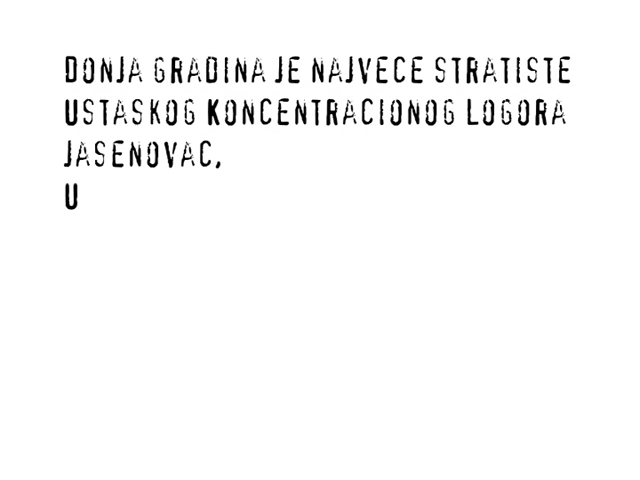 DONJA GRADINA JE NAJVECE STRATISTE
USTASKOG KONCENTRACIONOG LOGORA
JASENOVAC.
U